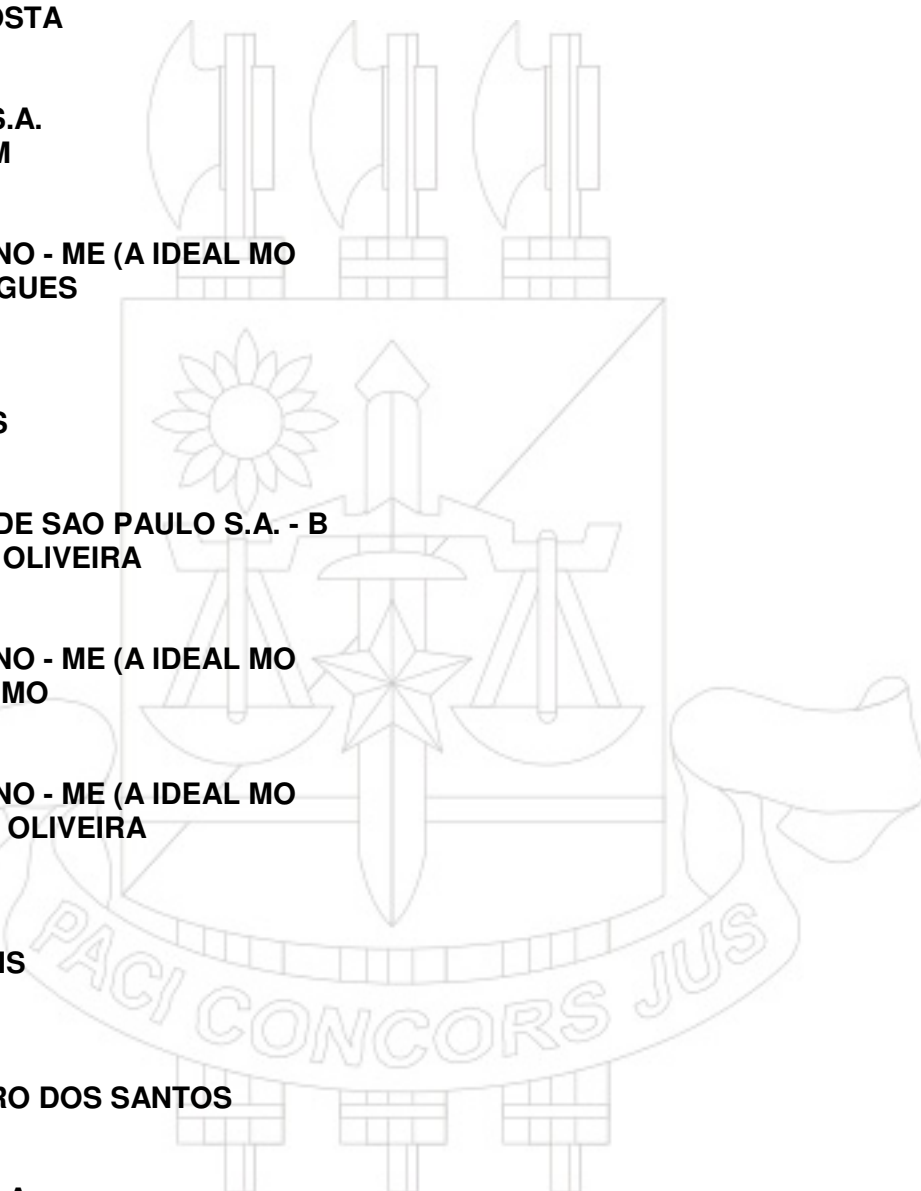 OSTA
S.A.
M
NO - ME (A IDEAL MO
GUES
S
DE SAO PAULO S.A. - B
OLIVEIRA
NO - ME (A IDEAL MO
MO
NO - ME (A IDEAL MO
OLIVEIRA
IS
PACI CONCORS JUS
RO DOS SANTOS